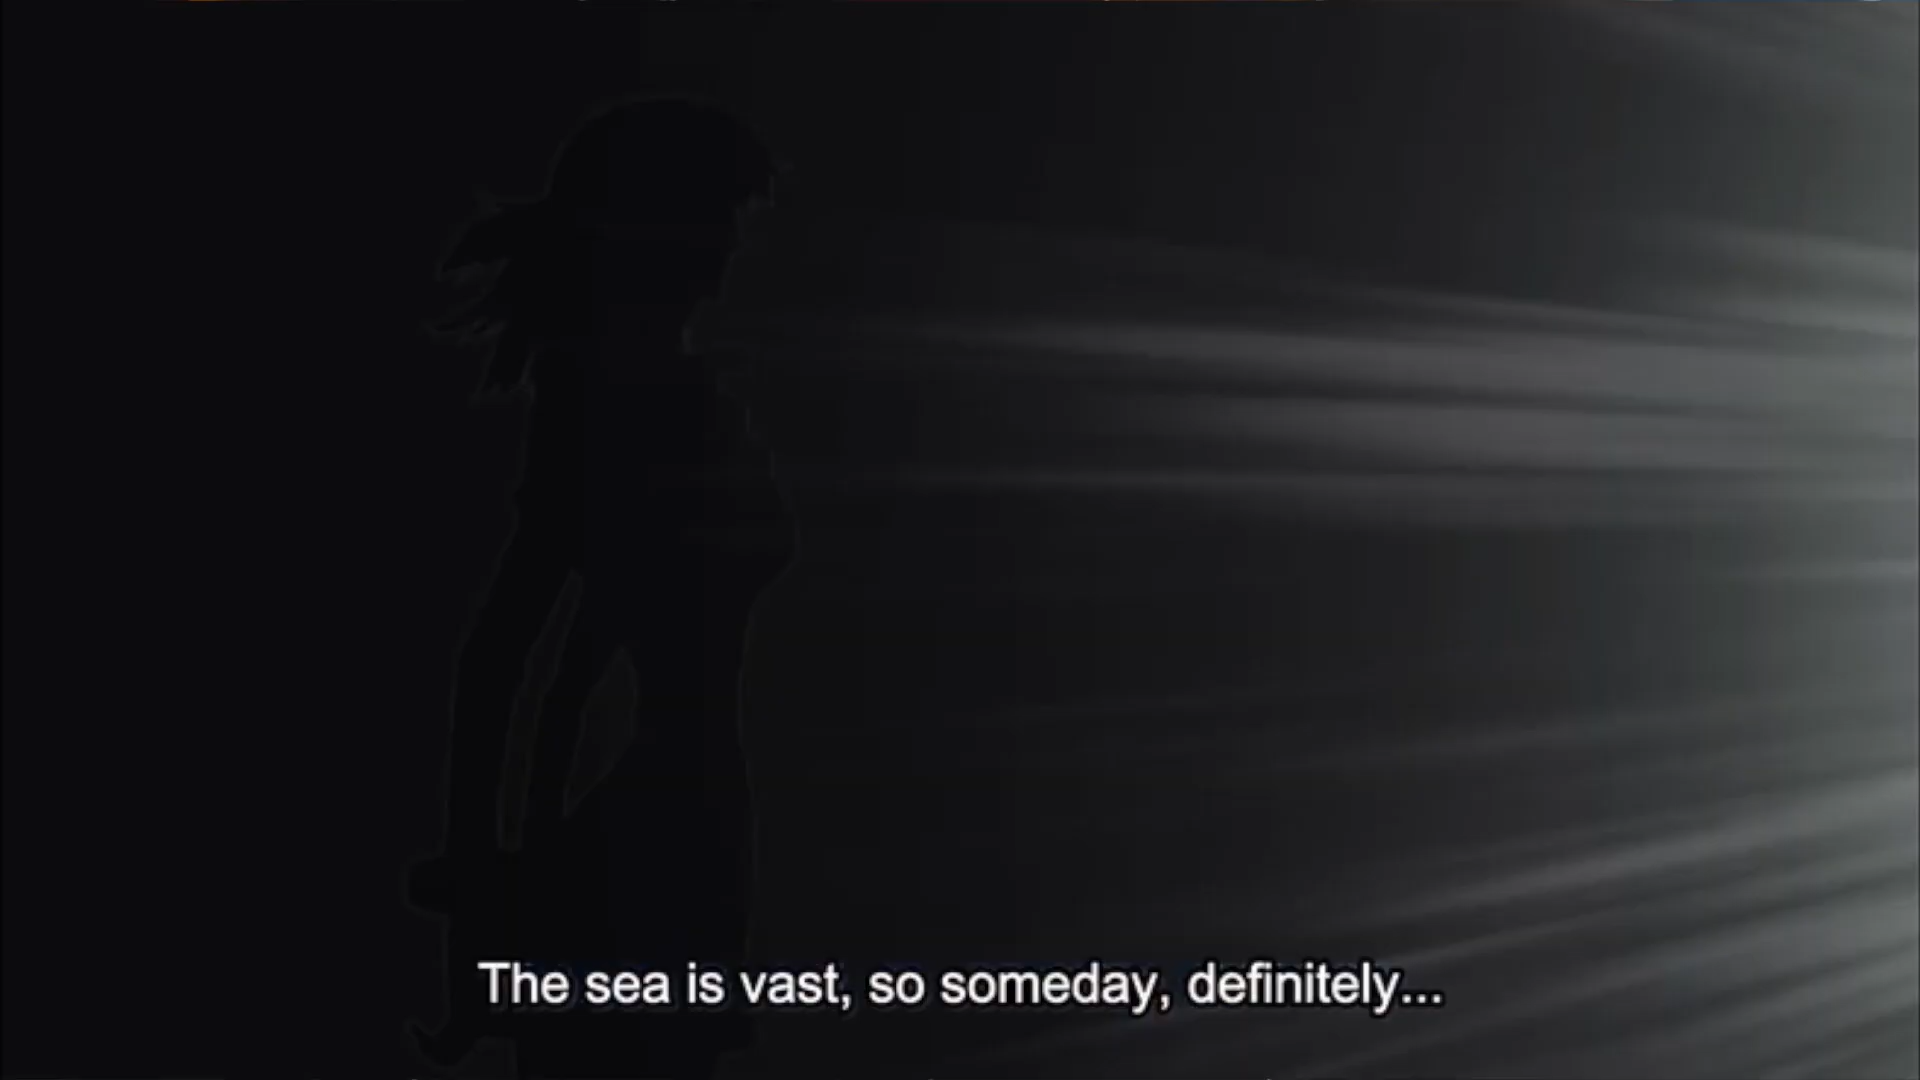 The sea is vast, so someday, definitely...